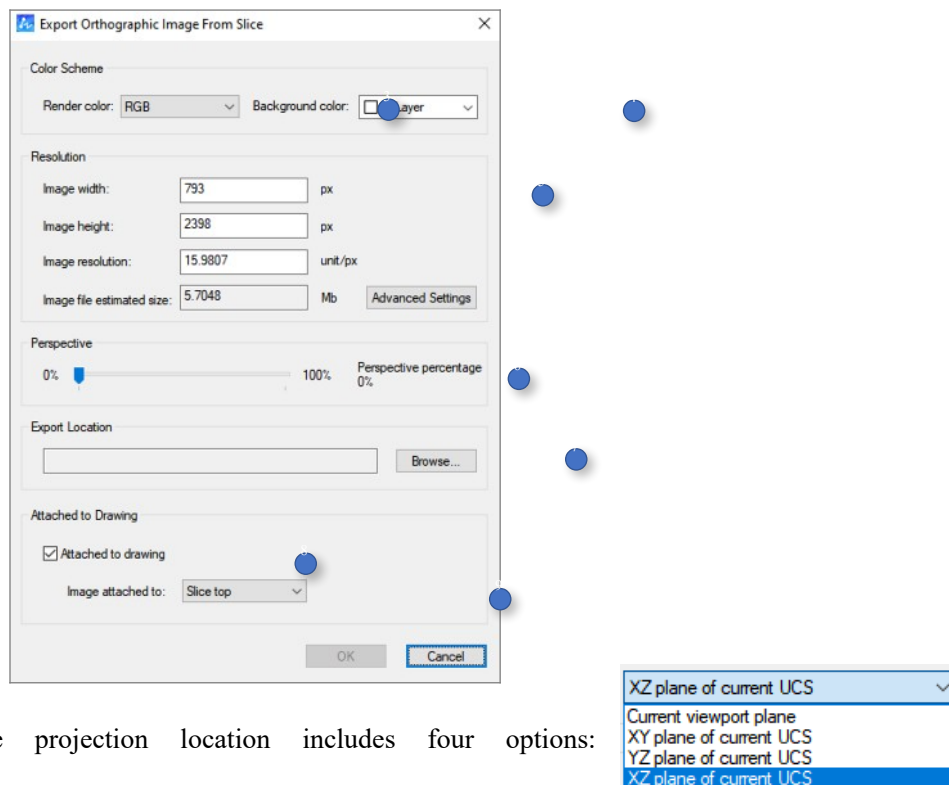 Export Orthographic Image From Slice
Color Scheme
Render color: RGB Background color: ayer
Resolution
Image width: 793 px
Image height: 2398 px
Image resolution: 15.9807 unit/px
Image file estimated size: 5.7048 Mb Advanced Settings
Perspective
0% 100% Perspective percentage
0%
Export Location
Browse...
Attached to Drawing
Attached to drawing
Image attached to: Slice top
OK Cancel
XZ plane of current UCS
Current viewport plane
XY plane of current UCS
YZ plane of current UCS
XZ plane of current UCS
e projection location includes four options: